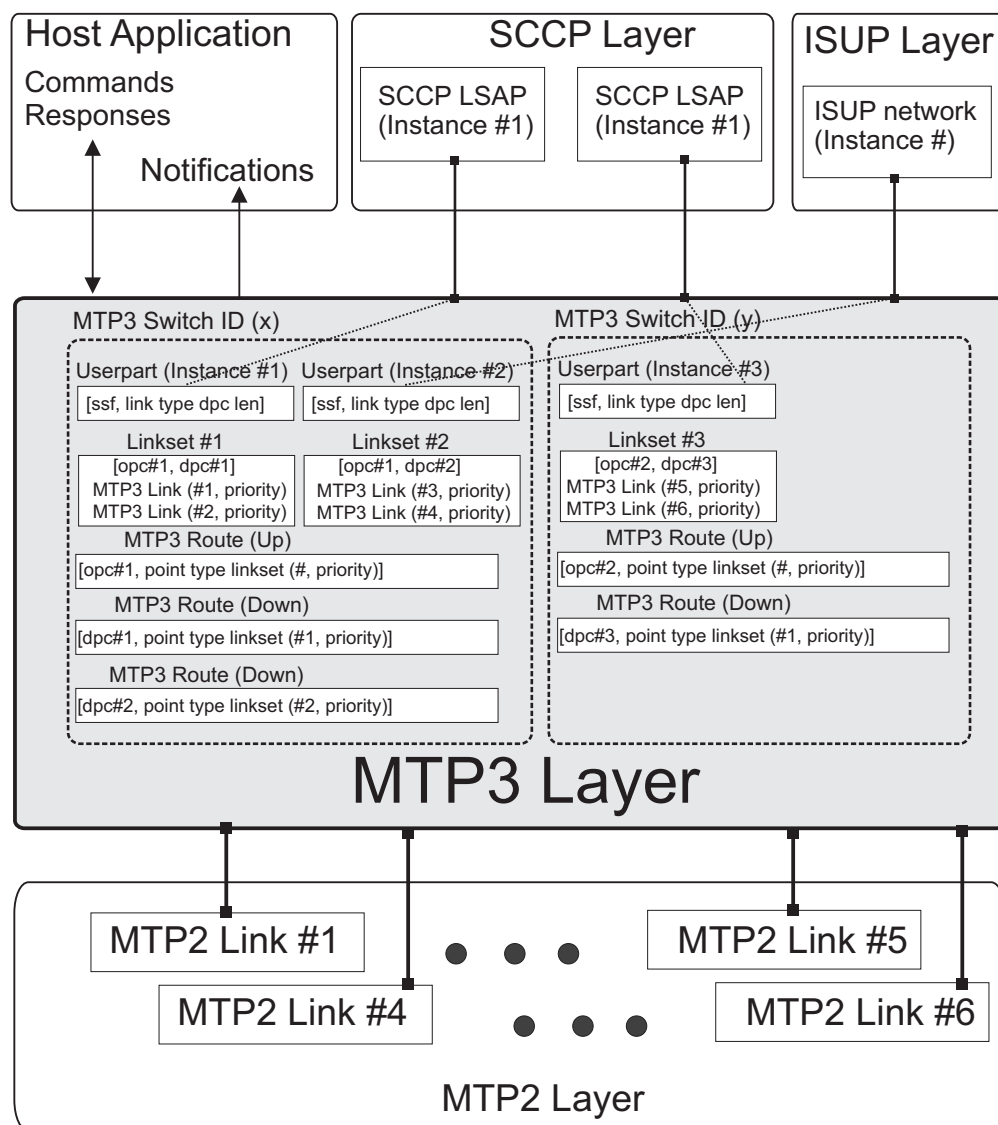 Host Application
Commands
Responses
Notifications
SCCP Layer
SCCP LSAP
(Instance #1)
SCCP LSAP
(Instance #1)
ISUP Layer
ISUP network
(Instance #)
MTP3 Switch ID (x)
Userpart (Instance #1)
[ssf, link type dpc len]
Userpart (Instance #2)
[ssf, link type dpc len]
Linkset #1
[opc#1, dpc#1]
MTP3 Link (#1, priority)
MTP3 Link (#2, priority)
Linkset #2
[opc#1, dpc#2]
MTP3 Link (#3, priority)
MTP3 Link (#4, priority)
MTP3 Route (Up)
[opc#1, point type linkset (#, priority)]
MTP3 Route (Down)
[dpc#1, point type linkset (#1, priority)]
MTP3 Route (Down)
[dpc#2, point type linkset (#2, priority)]
MTP3 Switch ID (y)
Userpart (Instance #3)
[ssf, link type dpc len]
Linkset #3
[opc#2, dpc#3]
MTP3 Link (#5, priority)
MTP3 Link (#6, priority)
MTP3 Route (Up)
[opc#2, point type linkset (#, priority)]
MTP3 Route (Down)
[dpc#3, point type linkset (#1, priority)]
MTP3 Layer
MTP2 Link #1
MTP2 Link #4
MTP2 Link #5
MTP2 Link #6
MTP2 Layer